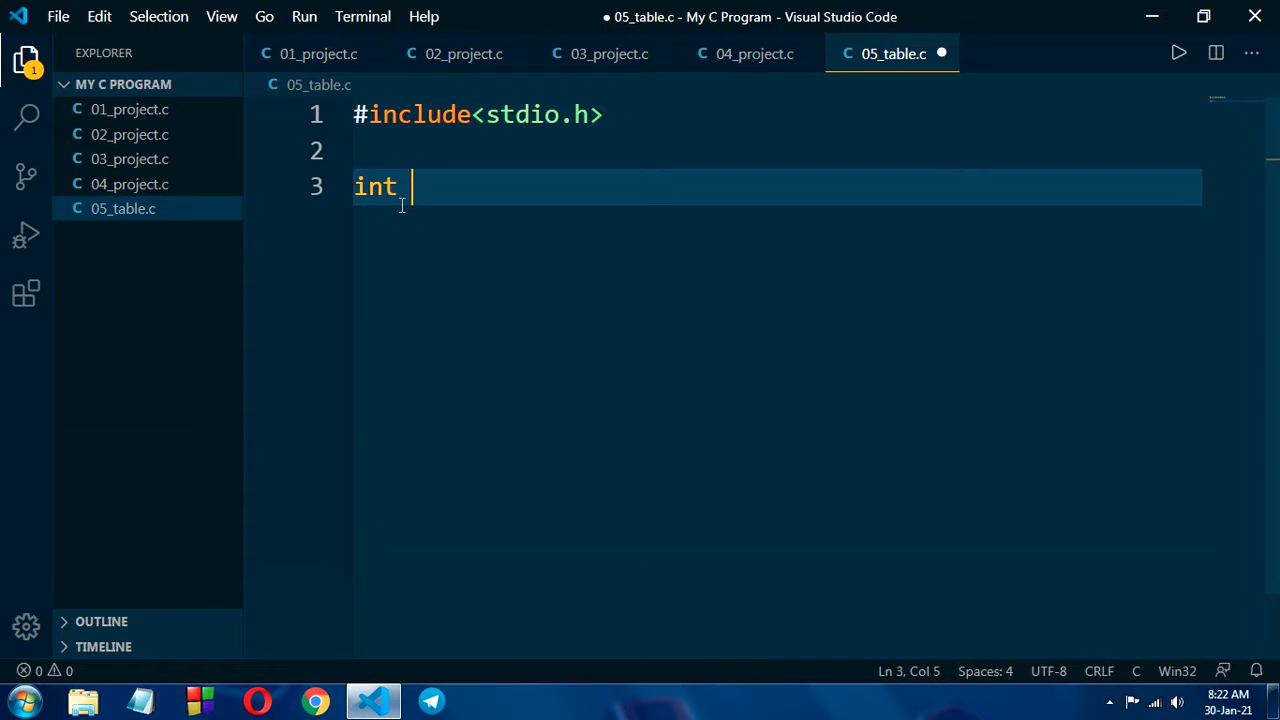 File Edit Selection View Go Run Terminal Help ● 05_table.c - My C Program - Visual Studio Code
EXPLORER
01_project.c 02_project.c 03_project.c 04_project.c 05_table.c
MY C PROGRAM
05_table.c
01_project.c
02_project.c
03_project.c
04_project.c
05_table.c
1 #include<stdio.h>
2
3 int
OUTLINE
TIMELINE
1
0 0 Ln 3, Col 5 Spaces: 4 UTF-8 CRLF C Win32
8:22 AM
30-Jan-21